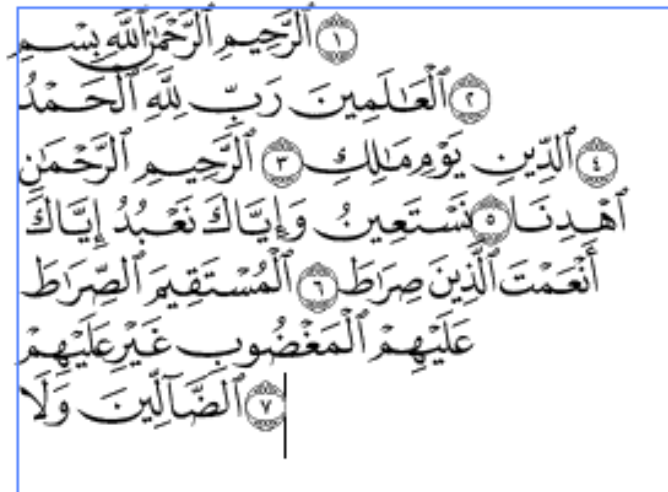 ١ ٱلرَّحِيمِ ٱلرَّحْمَٰنِ ٱللَّهِ بِسْمِ
٢ ٱلْعَٰلَمِينَ رَبِّ لِلَّهِ ٱلْحَمْدُ
٤ ٱلدِّينِ يَوْمِ مَٰلِكِ ٣ ٱلرَّحِيمِ ٱلرَّحْمَٰنِ
ٱهْدِنَا ٥ نَسْتَعِينُ وَإِيَّاكَ نَعْبُدُ إِيَّاكَ
أَنْعَمْتَ ٱلَّذِينَ صِرَٰطَ ٦ ٱلْمُسْتَقِيمَ ٱلصِّرَٰطَ
عَلَيْهِمْ ٱلْمَغْضُوبِ غَيْرِ عَلَيْهِمْ
٧ ٱلضَّآلِّينَ وَلَا